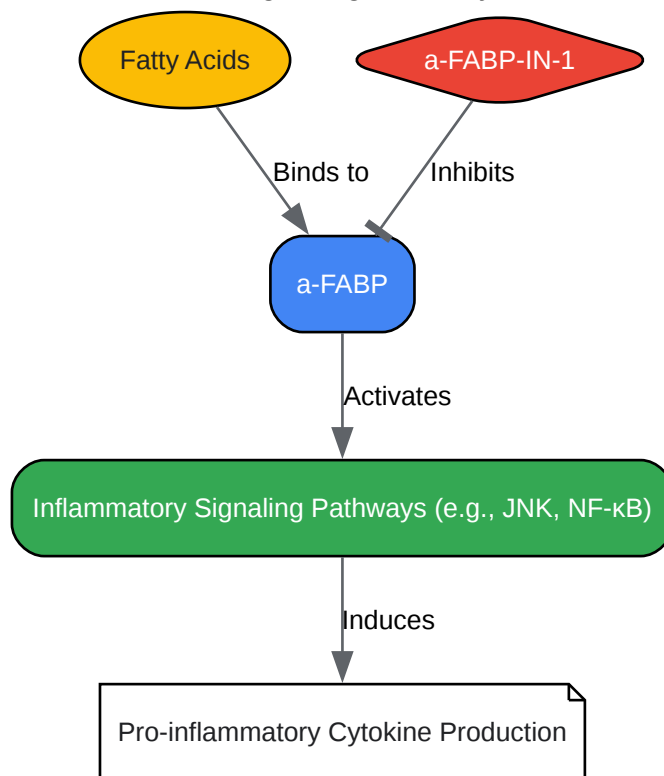 Fatty Acids
a-FABP-IN-1
Binds to
Inhibits
a-FABP
Activates
Inflammatory Signaling Pathways (e.g., JNK, NF-κB)
Induces
Pro-inflammatory Cytokine Production